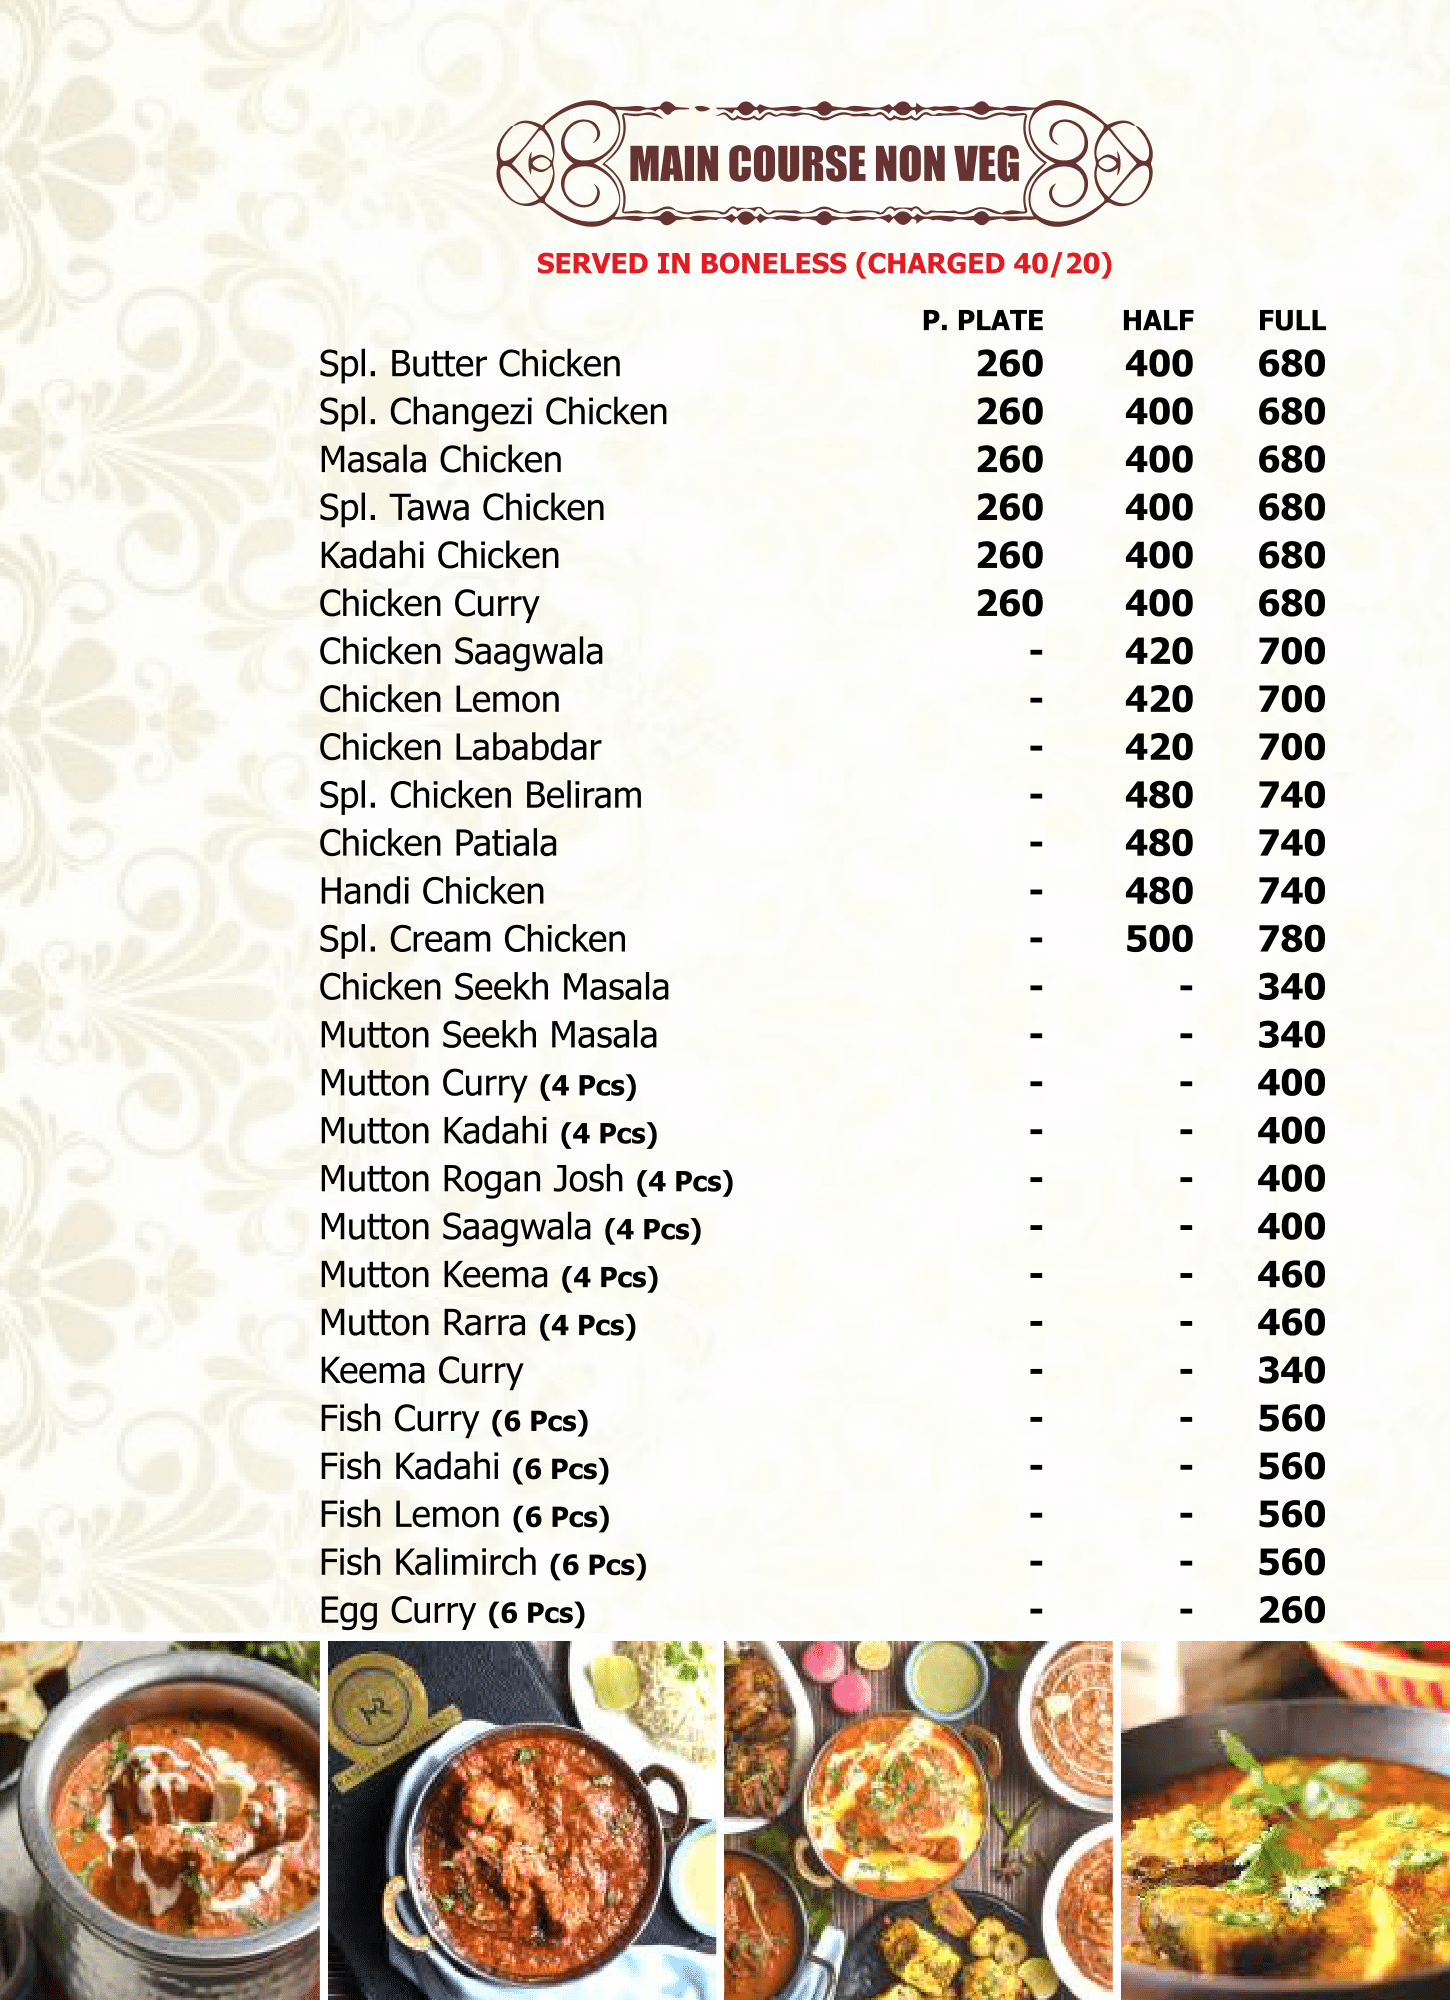 MAIN COURSE NON VEG
SERVED IN BONELESS (CHARGED 40/20)
P. PLATE HALF FULL
Spl. Butter Chicken 260 400 680
Spl. Changezi Chicken 260 400 680
Masala Chicken 260 400 680
Spl. Tawa Chicken 260 400 680
Kadahi Chicken 260 400 680
Chicken Curry 260 400 680
Chicken Saagwala - 420 700
Chicken Lemon - 420 700
Chicken Lababdar - 420 700
Spl. Chicken Beliram - 480 740
Chicken Patiala - 480 740
Handi Chicken - 480 740
Spl. Cream Chicken - 500 780
Chicken Seekh Masala - - 340
Mutton Seekh Masala - - 340
Mutton Curry (4 Pcs) - - 400
Mutton Kadahi (4 Pcs) - - 400
Mutton Rogan Josh (4 Pcs) - - 400
Mutton Saagwala (4 Pcs) - - 400
Mutton Keema (4 Pcs) - - 460
Mutton Rarra (4 Pcs) - - 460
Keema Curry - - 340
Fish Curry (6 Pcs) - - 560
Fish Kadahi (6 Pcs) - - 560
Fish Lemon (6 Pcs) - - 560
Fish Kalimirch (6 Pcs) - - 560
Egg Curry (6 Pcs) - - 260